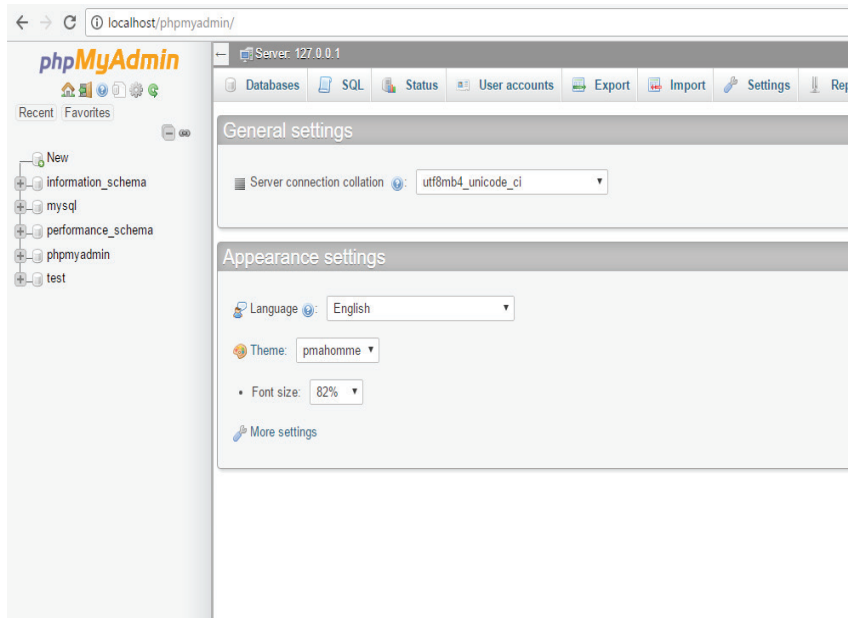 localhost/phpmyadmin/
phpMyAdmin
Recent Favorites
New
information_schema
mysql
performance_schema
phpmyadmin
test
Server: 127.0.0.1
Databases SQL Status User accounts Export Import Settings Rep
General settings
Server connection collation : utf8mb4_unicode_ci
Appearance settings
Language : English
Theme: pmahomme
Font size: 82%
More settings